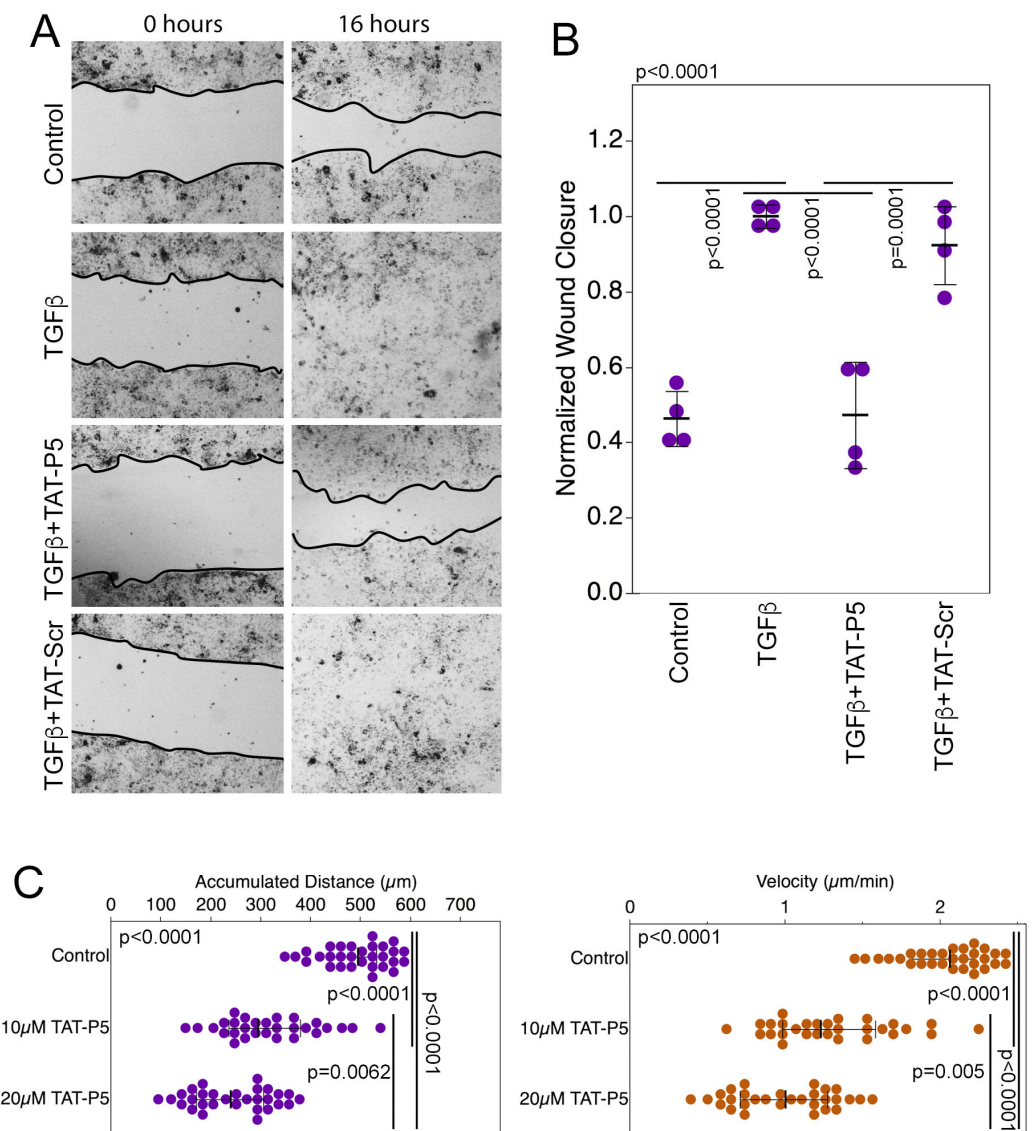 A
0 hours
16 hours
Control
TGFβ
TGFβ+TAT-P5
TGFβ+TAT-Scr
B
p<0.0001
Normalized Wound Closure
1.2
1.0
0.8
0.6
0.4
0.2
0.0
p<0.0001
p<0.0001
p=0.0001
Control
TGFβ
TGFβ+TAT-P5
TGFβ+TAT-Scr
C
Accumulated Distance (µm)
0 100 200 300 400 500 600 700
p<0.0001
Control
p<0.0001
10µM TAT-P5
p<0.0001
p=0.0062
20µM TAT-P5
Velocity (µm/min)
0 1 2
p<0.0001
Control
p<0.0001
10µM TAT-P5
p=0.005
p<0.0001
20µM TAT-P5